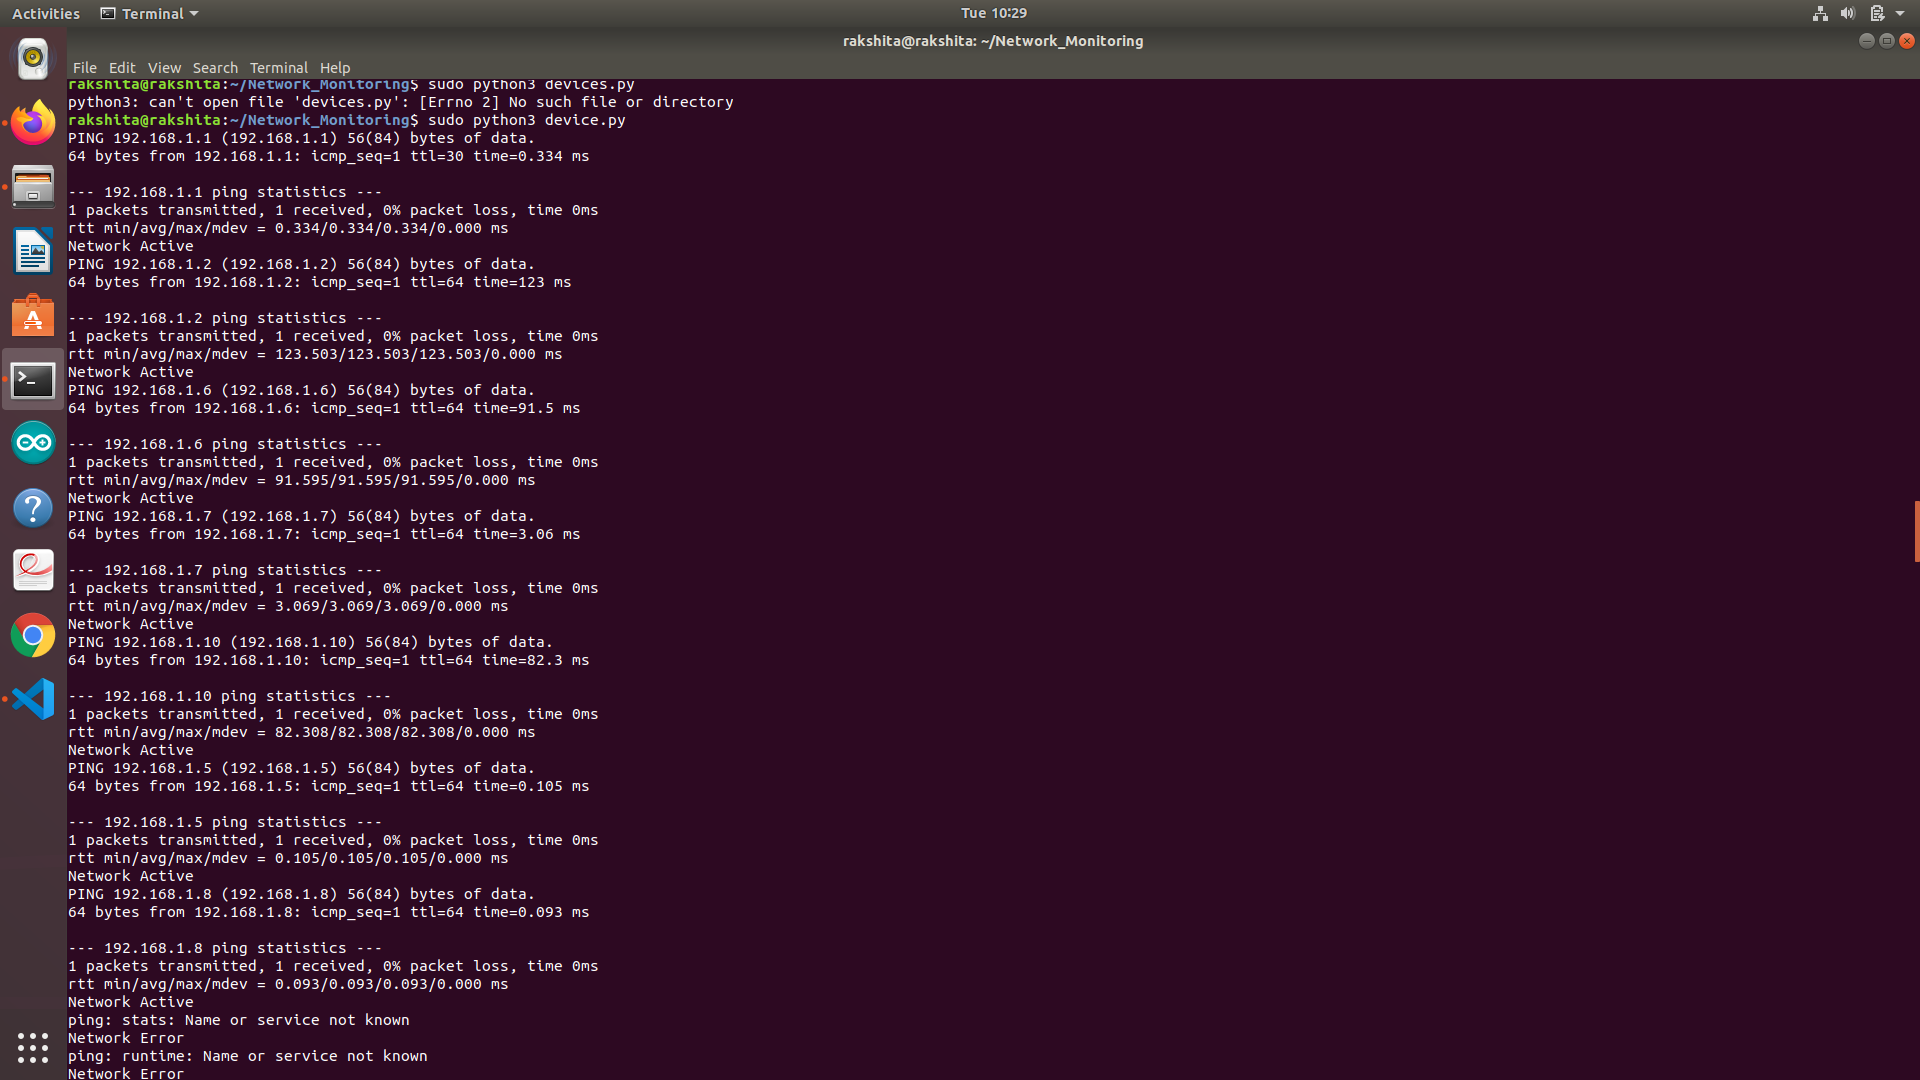 Activities Terminal Tue 10:29
rakshita@rakshita: ~/Network_Monitoring
File Edit View Search Terminal Help
rakshita@rakshita:~/Network_Monitoring$ sudo python3 devices.py
python3: can't open file 'devices.py': [Errno 2] No such file or directory
rakshita@rakshita:~/Network_Monitoring$ sudo python3 device.py
PING 192.168.1.1 (192.168.1.1) 56(84) bytes of data.
64 bytes from 192.168.1.1: icmp_seq=1 ttl=30 time=0.334 ms
--- 192.168.1.1 ping statistics ---
1 packets transmitted, 1 received, 0% packet loss, time 0ms
rtt min/avg/max/mdev = 0.334/0.334/0.334/0.000 ms
Network Active
PING 192.168.1.2 (192.168.1.2) 56(84) bytes of data.
64 bytes from 192.168.1.2: icmp_seq=1 ttl=64 time=123 ms
--- 192.168.1.2 ping statistics ---
1 packets transmitted, 1 received, 0% packet loss, time 0ms
rtt min/avg/max/mdev = 123.503/123.503/123.503/0.000 ms
Network Active
PING 192.168.1.6 (192.168.1.6) 56(84) bytes of data.
64 bytes from 192.168.1.6: icmp_seq=1 ttl=64 time=91.5 ms
--- 192.168.1.6 ping statistics ---
1 packets transmitted, 1 received, 0% packet loss, time 0ms
rtt min/avg/max/mdev = 91.595/91.595/91.595/0.000 ms
Network Active
PING 192.168.1.7 (192.168.1.7) 56(84) bytes of data.
64 bytes from 192.168.1.7: icmp_seq=1 ttl=64 time=3.06 ms
--- 192.168.1.7 ping statistics ---
1 packets transmitted, 1 received, 0% packet loss, time 0ms
rtt min/avg/max/mdev = 3.069/3.069/3.069/0.000 ms
Network Active
PING 192.168.1.10 (192.168.1.10) 56(84) bytes of data.
64 bytes from 192.168.1.10: icmp_seq=1 ttl=64 time=82.3 ms
--- 192.168.1.10 ping statistics ---
1 packets transmitted, 1 received, 0% packet loss, time 0ms
rtt min/avg/max/mdev = 82.308/82.308/82.308/0.000 ms
Network Active
PING 192.168.1.5 (192.168.1.5) 56(84) bytes of data.
64 bytes from 192.168.1.5: icmp_seq=1 ttl=64 time=0.105 ms
--- 192.168.1.5 ping statistics ---
1 packets transmitted, 1 received, 0% packet loss, time 0ms
rtt min/avg/max/mdev = 0.105/0.105/0.105/0.000 ms
Network Active
PING 192.168.1.8 (192.168.1.8) 56(84) bytes of data.
64 bytes from 192.168.1.8: icmp_seq=1 ttl=64 time=0.093 ms
--- 192.168.1.8 ping statistics ---
1 packets transmitted, 1 received, 0% packet loss, time 0ms
rtt min/avg/max/mdev = 0.093/0.093/0.093/0.000 ms
Network Active
ping: stats: Name or service not known
Network Error
ping: runtime: Name or service not known
Network Error